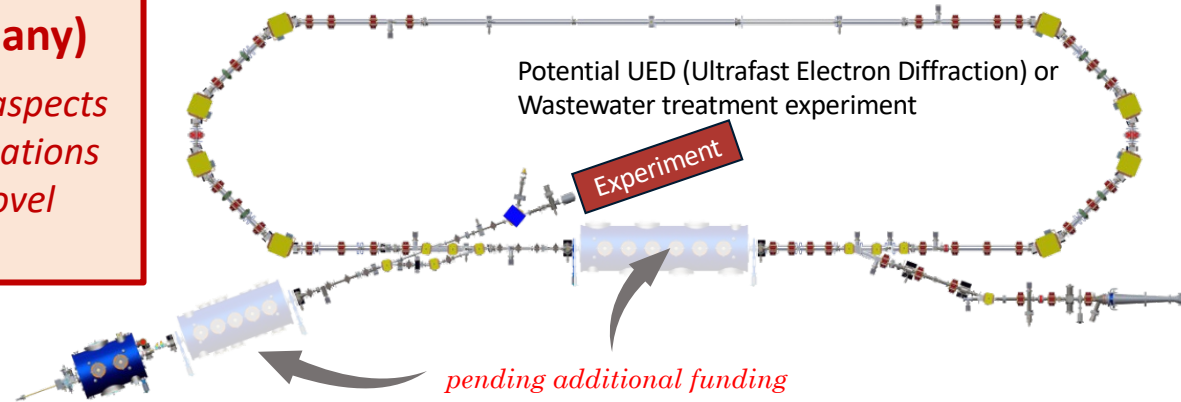 any)
aspects
ations
ovel
Potential UED (Ultrafast Electron Diffraction) or
Wastewater treatment experiment
Experiment
pending additional funding